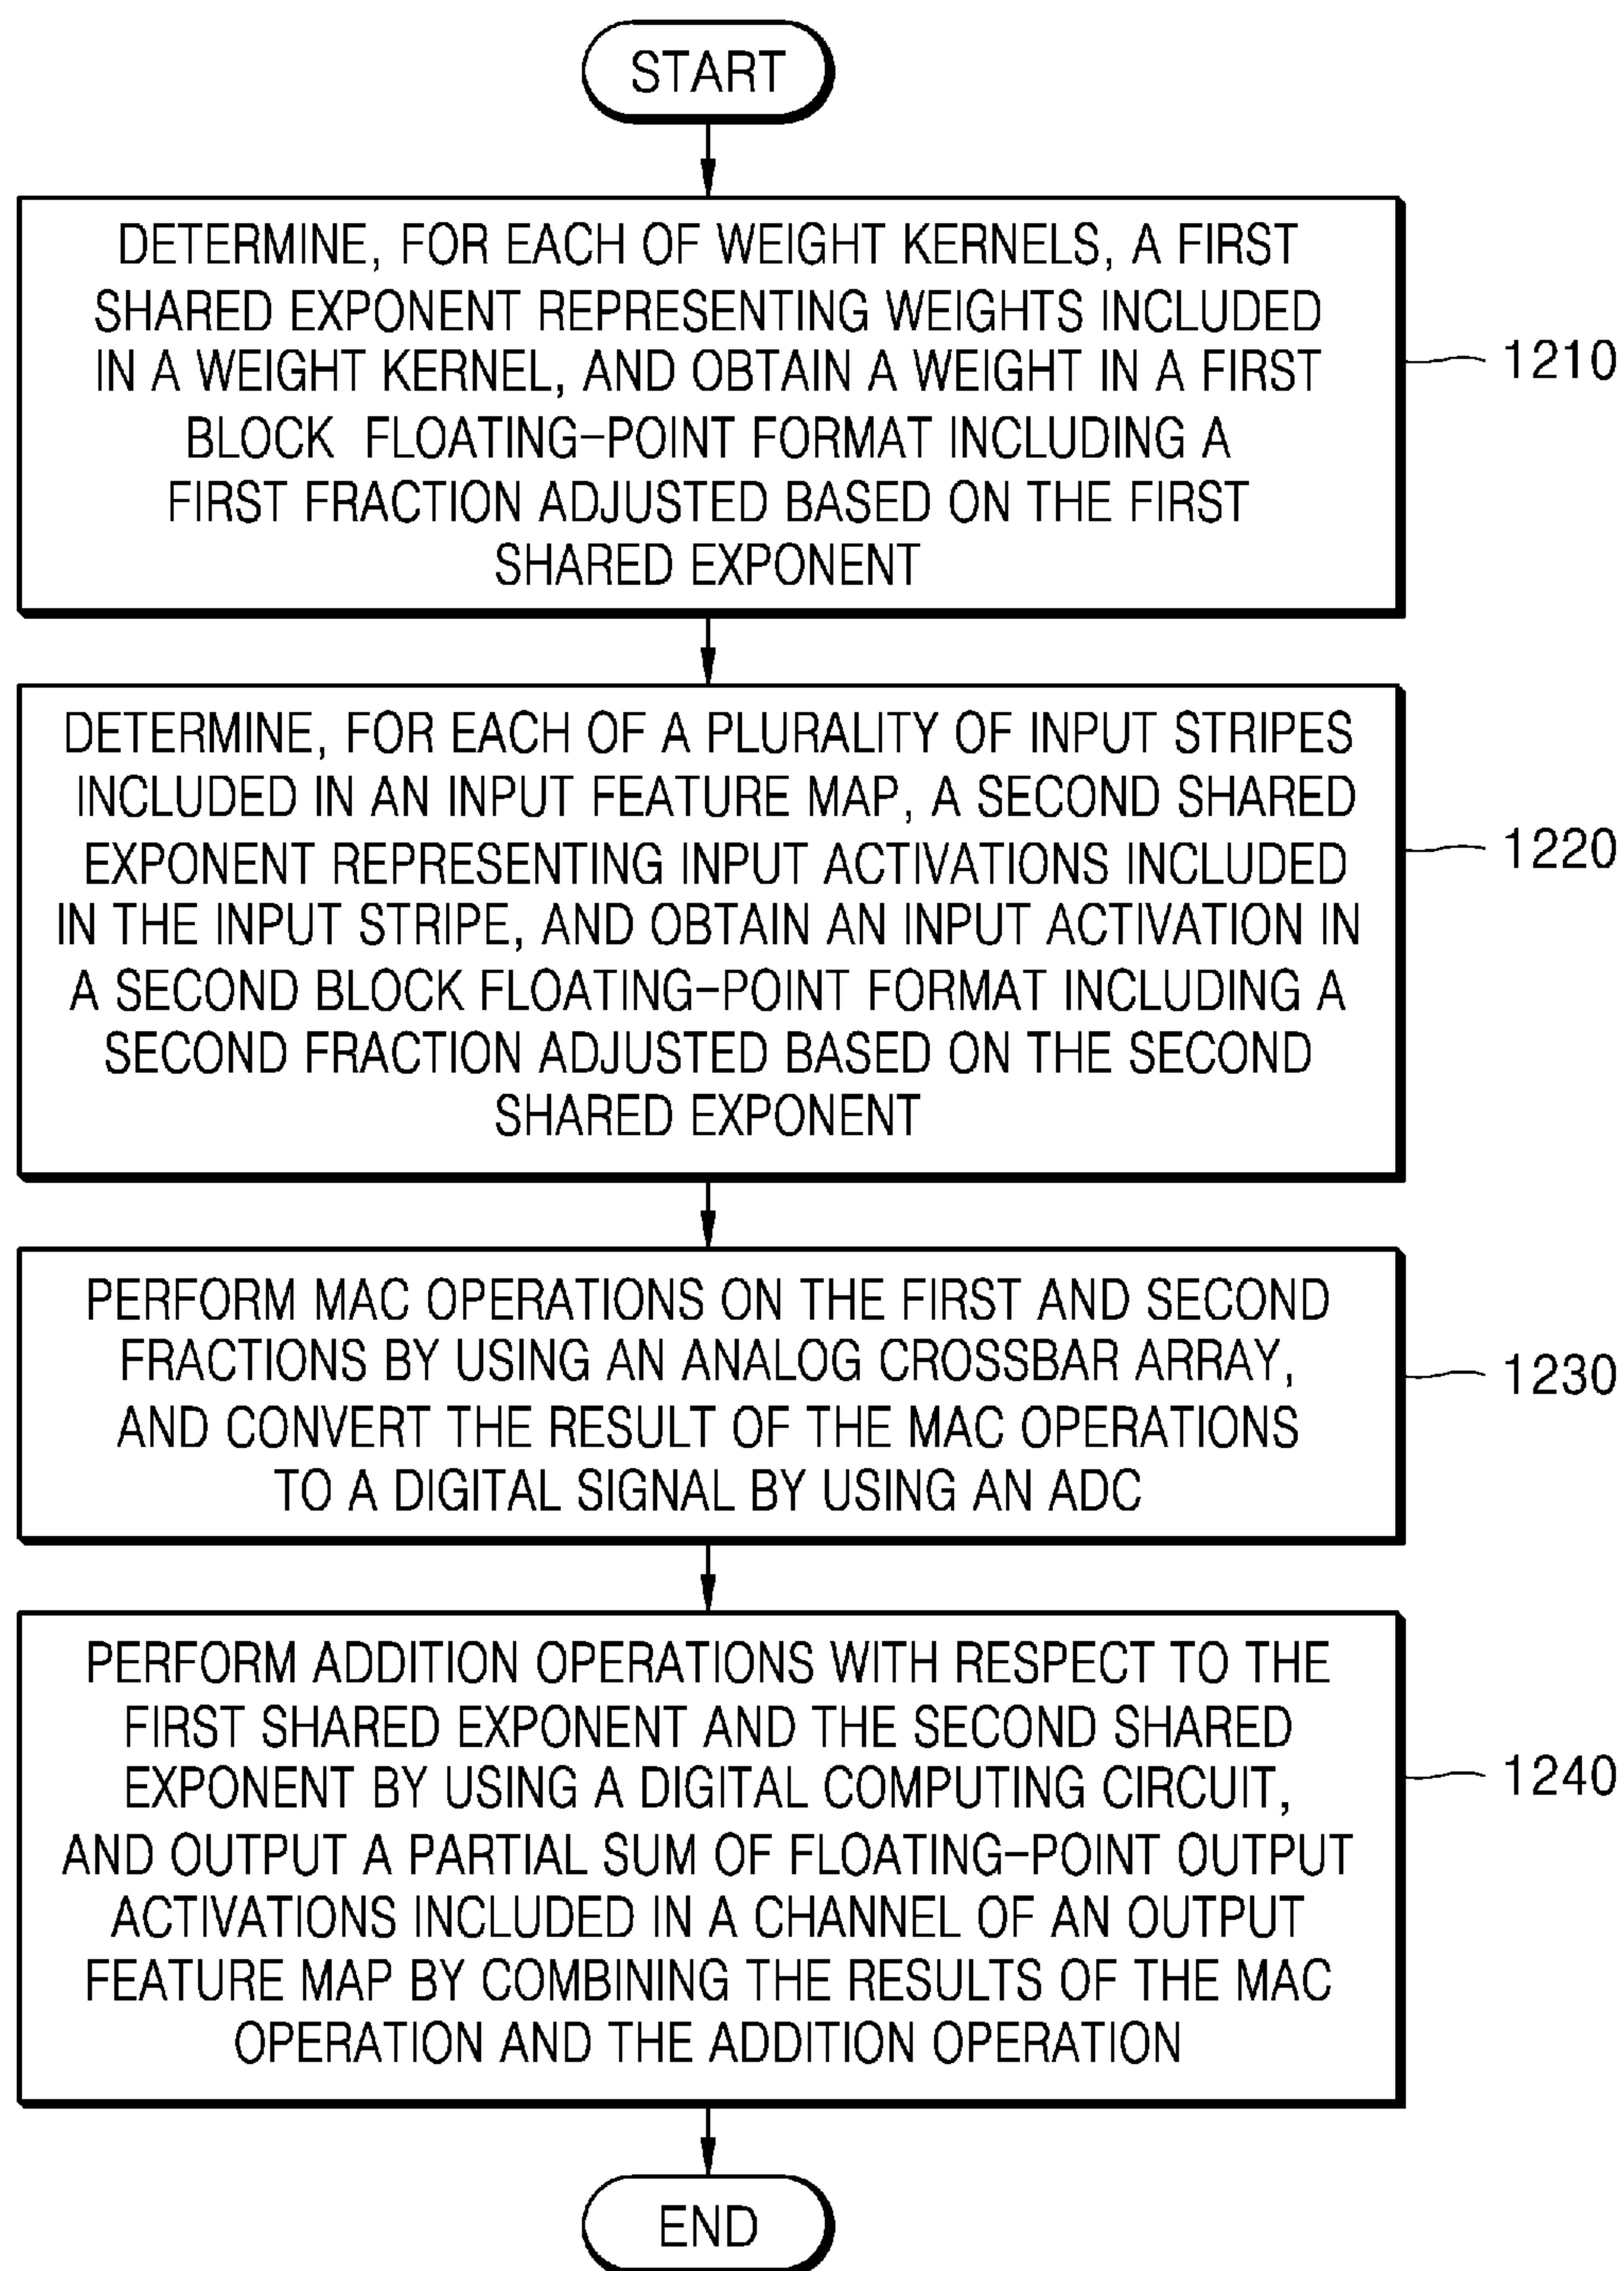 START
DETERMINE, FOR EACH OF WEIGHT KERNELS, A FIRST
SHARED EXPONENT REPRESENTING WEIGHTS INCLUDED
IN A WEIGHT KERNEL, AND OBTAIN A WEIGHT IN A FIRST
BLOCK FLOATING-POINT FORMAT INCLUDING A
FIRST FRACTION ADJUSTED BASED ON THE FIRST
SHARED EXPONENT
1210
DETERMINE, FOR EACH OF A PLURALITY OF INPUT STRIPES
INCLUDED IN AN INPUT FEATURE MAP, A SECOND SHARED
EXPONENT REPRESENTING INPUT ACTIVATIONS INCLUDED
IN THE INPUT STRIPE, AND OBTAIN AN INPUT ACTIVATION IN
A SECOND BLOCK FLOATING-POINT FORMAT INCLUDING A
SECOND FRACTION ADJUSTED BASED ON THE SECOND
SHARED EXPONENT
1220
PERFORM MAC OPERATIONS ON THE FIRST AND SECOND
FRACTIONS BY USING AN ANALOG CROSSBAR ARRAY,
AND CONVERT THE RESULT OF THE MAC OPERATIONS
TO A DIGITAL SIGNAL BY USING AN ADC
1230
PERFORM ADDITION OPERATIONS WITH RESPECT TO THE
FIRST SHARED EXPONENT AND THE SECOND SHARED
EXPONENT BY USING A DIGITAL COMPUTING CIRCUIT,
AND OUTPUT A PARTIAL SUM OF FLOATING-POINT OUTPUT
ACTIVATIONS INCLUDED IN A CHANNEL OF AN OUTPUT
FEATURE MAP BY COMBINING THE RESULTS OF THE MAC
OPERATION AND THE ADDITION OPERATION
1240
END